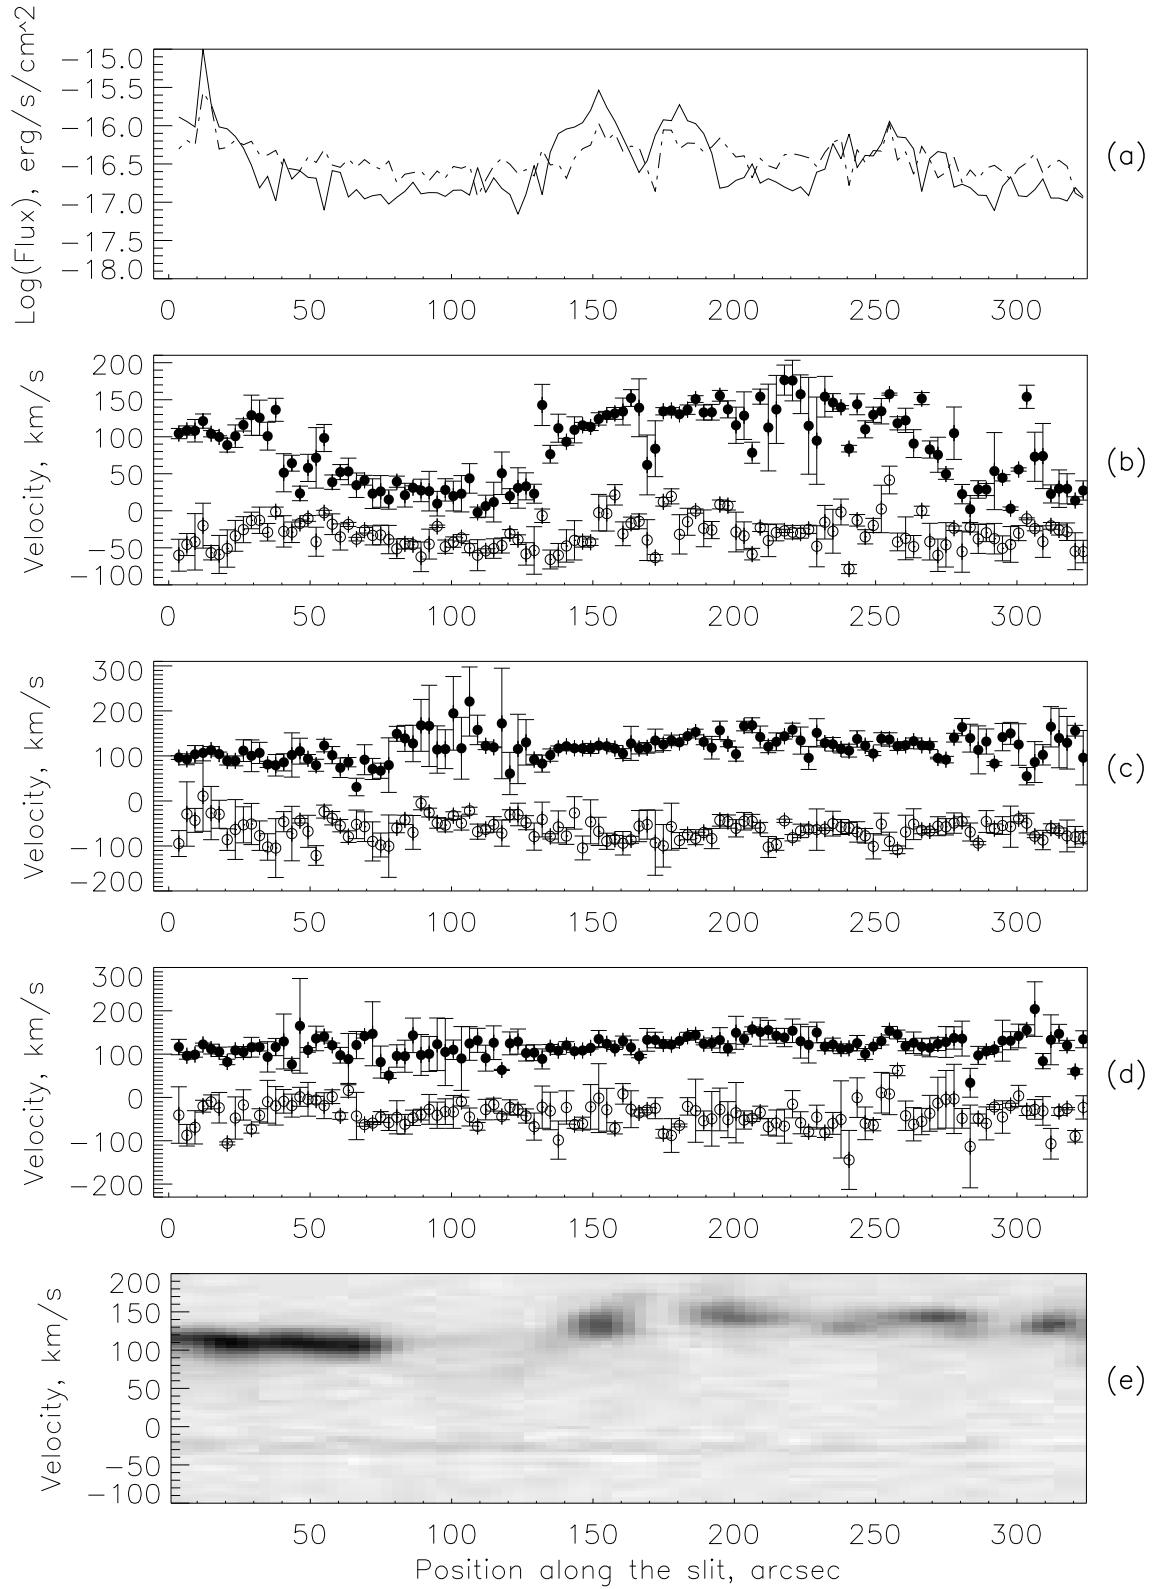 Log(Flux), erg/s/cm^2
−15.0
−15.5
−16.0
−16.5
−17.0
−17.5
−18.0
0 50 100 150 200 250 300
(a)
Velocity, km/s
200
150
100
50
0
−50
−100
0 50 100 150 200 250 300
(b)
Velocity, km/s
300
200
100
0
−100
−200
0 50 100 150 200 250 300
(c)
Velocity, km/s
300
200
100
0
−100
−200
0 50 100 150 200 250 300
(d)
Velocity, km/s
200
150
100
50
0
−50
−100
50 100 150 200 250 300
(e)
Position along the slit, arcsec